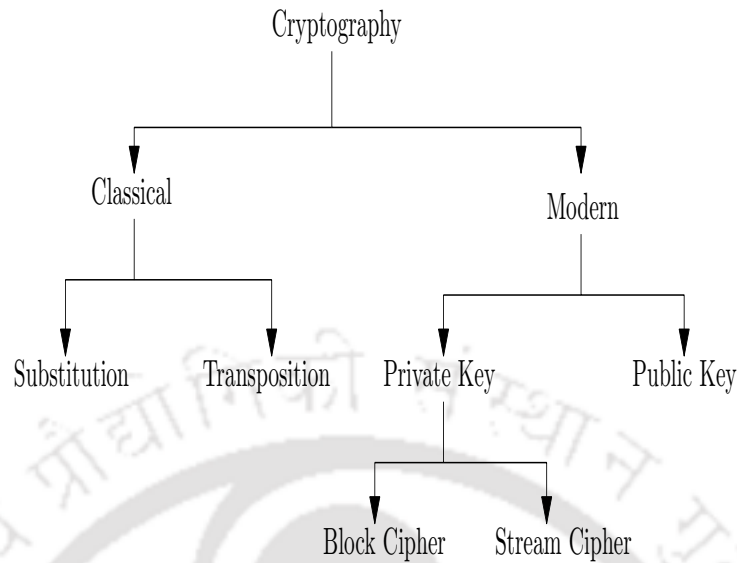 Cryptography
Classical
Modern
Substitution Transposition Private Key Public Key
प्रौद्योगिकी संस्थान
Block Cipher Stream Cipher